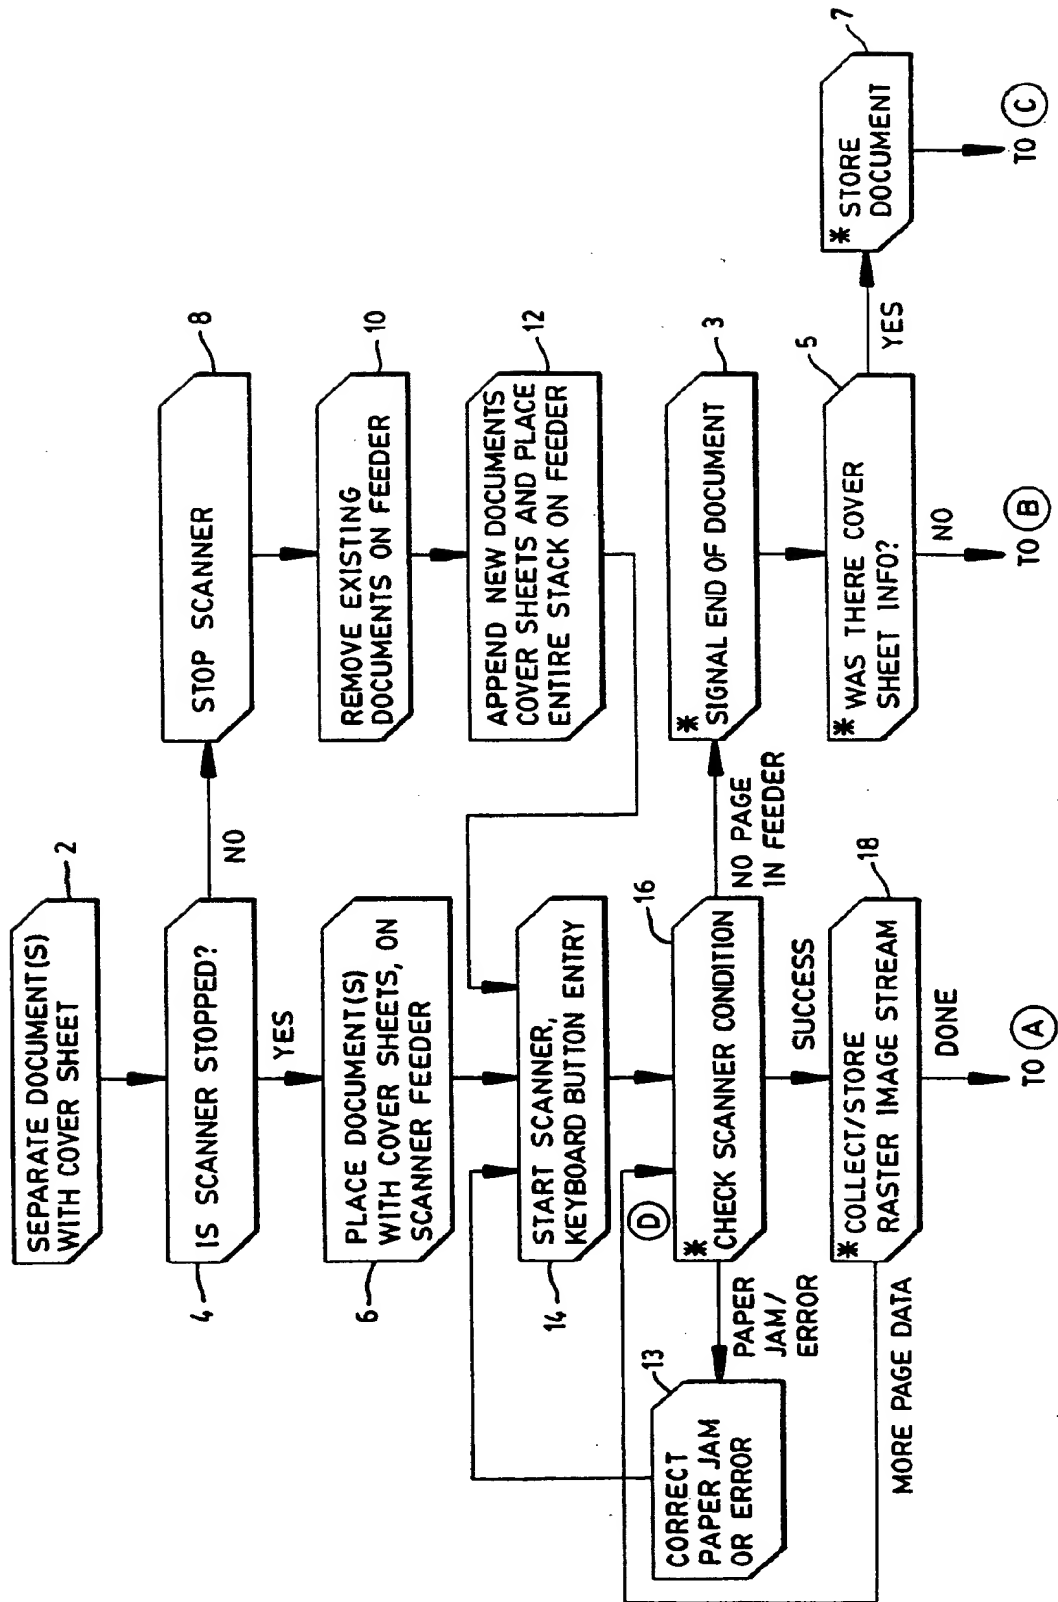 2
SEPARATE DOCUMENT(S)
WITH COVER SHEET
4
IS SCANNER STOPPED?
NO
YES
8
STOP SCANNER
6
PLACE DOCUMENT(S)
WITH COVER SHEETS, ON
SCANNER FEEDER
10
REMOVE EXISTING
DOCUMENTS ON FEEDER
12
APPEND NEW DOCUMENTS
COVER SHEETS AND PLACE
ENTIRE STACK ON FEEDER
14
START SCANNER,
KEYBOARD BUTTON ENTRY
D
16
* CHECK SCANNER CONDITION
NO PAGE
IN FEEDER
PAPER
JAM/
ERROR
SUCCESS
13
CORRECT
PAPER JAM
OR ERROR
3
* SIGNAL END OF DOCUMENT
18
* COLLECT/STORE
RASTER IMAGE STREAM
MORE PAGE DATA
DONE
TO A
5
* WAS THERE COVER
SHEET INFO?
YES
NO
TO B
7
* STORE
DOCUMENT
TO C